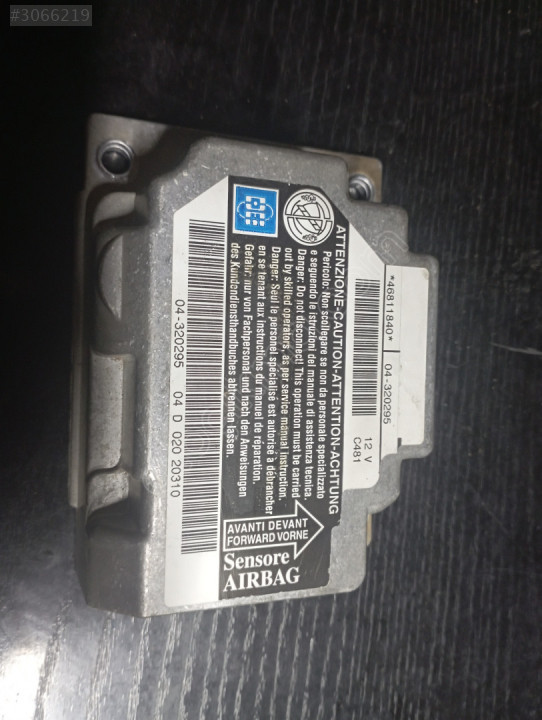 #3066219
*46811840*
04-320295
12 V
C481
ATTENZIONE-CAUTION-ATTENTION-ACHTUNG
Pericolo: Non scollegare se non da personale specializzato
e seguendo le istruzioni del manuale di assistenza tecnica.
Danger: Do not disconnect! This operation must be carried
out by skilled operators, as per service manual instruction.
Danger: Seul le personel spécialisé est autorisé à débrancher
en se tenant aux instructions du manuel de réparation.
Gefahr: nur von Fachpersonal und nach den Anweisungen
des Kundendiensthandbuches abtrennen lassen.
AVANTI DEVANT
FORWARD VORNE
Sensore
AIRBAG
04-320295 04 D 020 20310